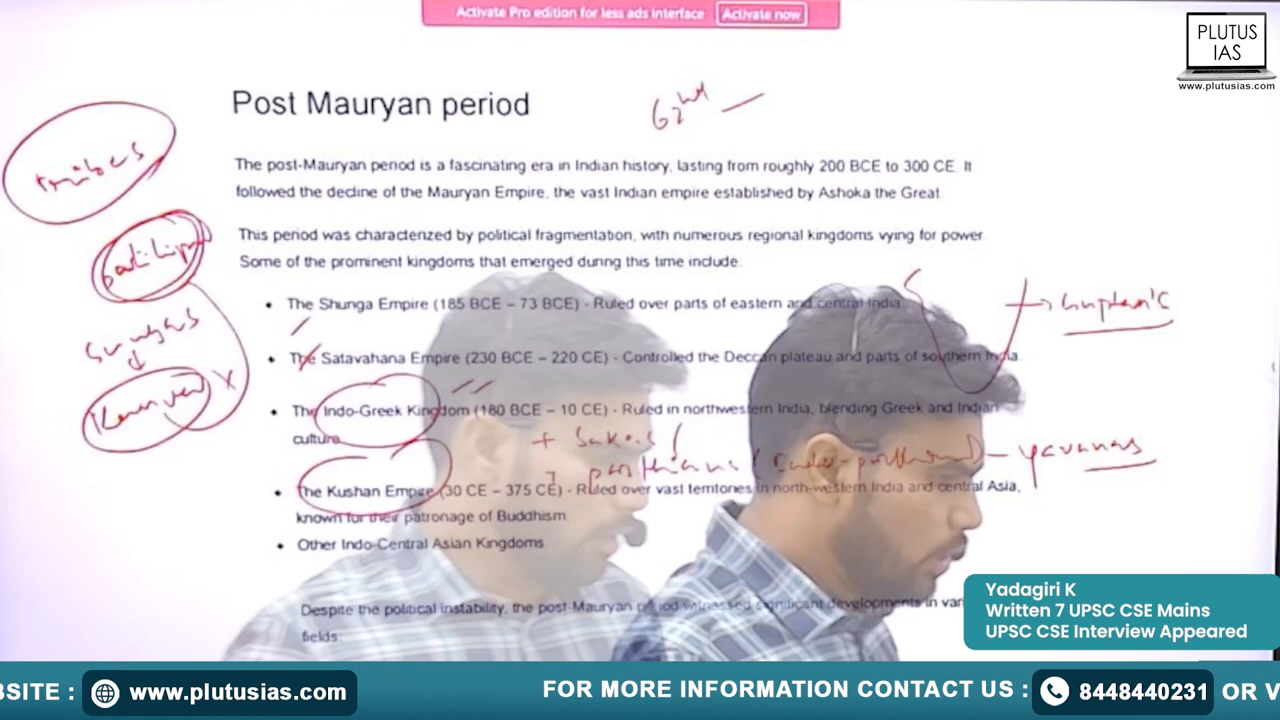 Activate Pro edition for less ads interface Activate now
PLUTUS
IAS
www.plutusias.com
Post Mauryan period
The post-Mauryan period is a fascinating era in Indian history, lasting from roughly 200 BCE to 300 CE. It
followed the decline of the Mauryan Empire, the vast Indian empire established by Ashoka the Great
This period was characterized by political fragmentation, with numerous regional kingdoms vying for power
Some of the prominent kingdoms that emerged during this time include:
• The Shunga Empire (185 BCE – 73 BCE) - Ruled over parts of eastern and central India.
• The Satavahana Empire (230 BCE – 220 CE) - Controlled the Deccan plateau and parts of southern India.
• The Indo-Greek Kingdom (180 BCE – 10 CE) - Ruled in northwestern India, blending Greek and Indian
culture
+ Sakas
parthians yavanas
• The Kushan Empire (30 CE – 375 CE) - Ruled over vast territories in north-western India and central Asia,
known for their patronage of Buddhism
• Other Indo-Central Asian Kingdoms.
Despite the political instability, the post-Mauryan period witnessed significant developments in vari
fields:
Yadagiri K
Written 7 UPSC CSE Mains
UPSC CSE Interview Appeared
BSITE : www.plutusias.com FOR MORE INFORMATION CONTACT US : 8448440231 OR V